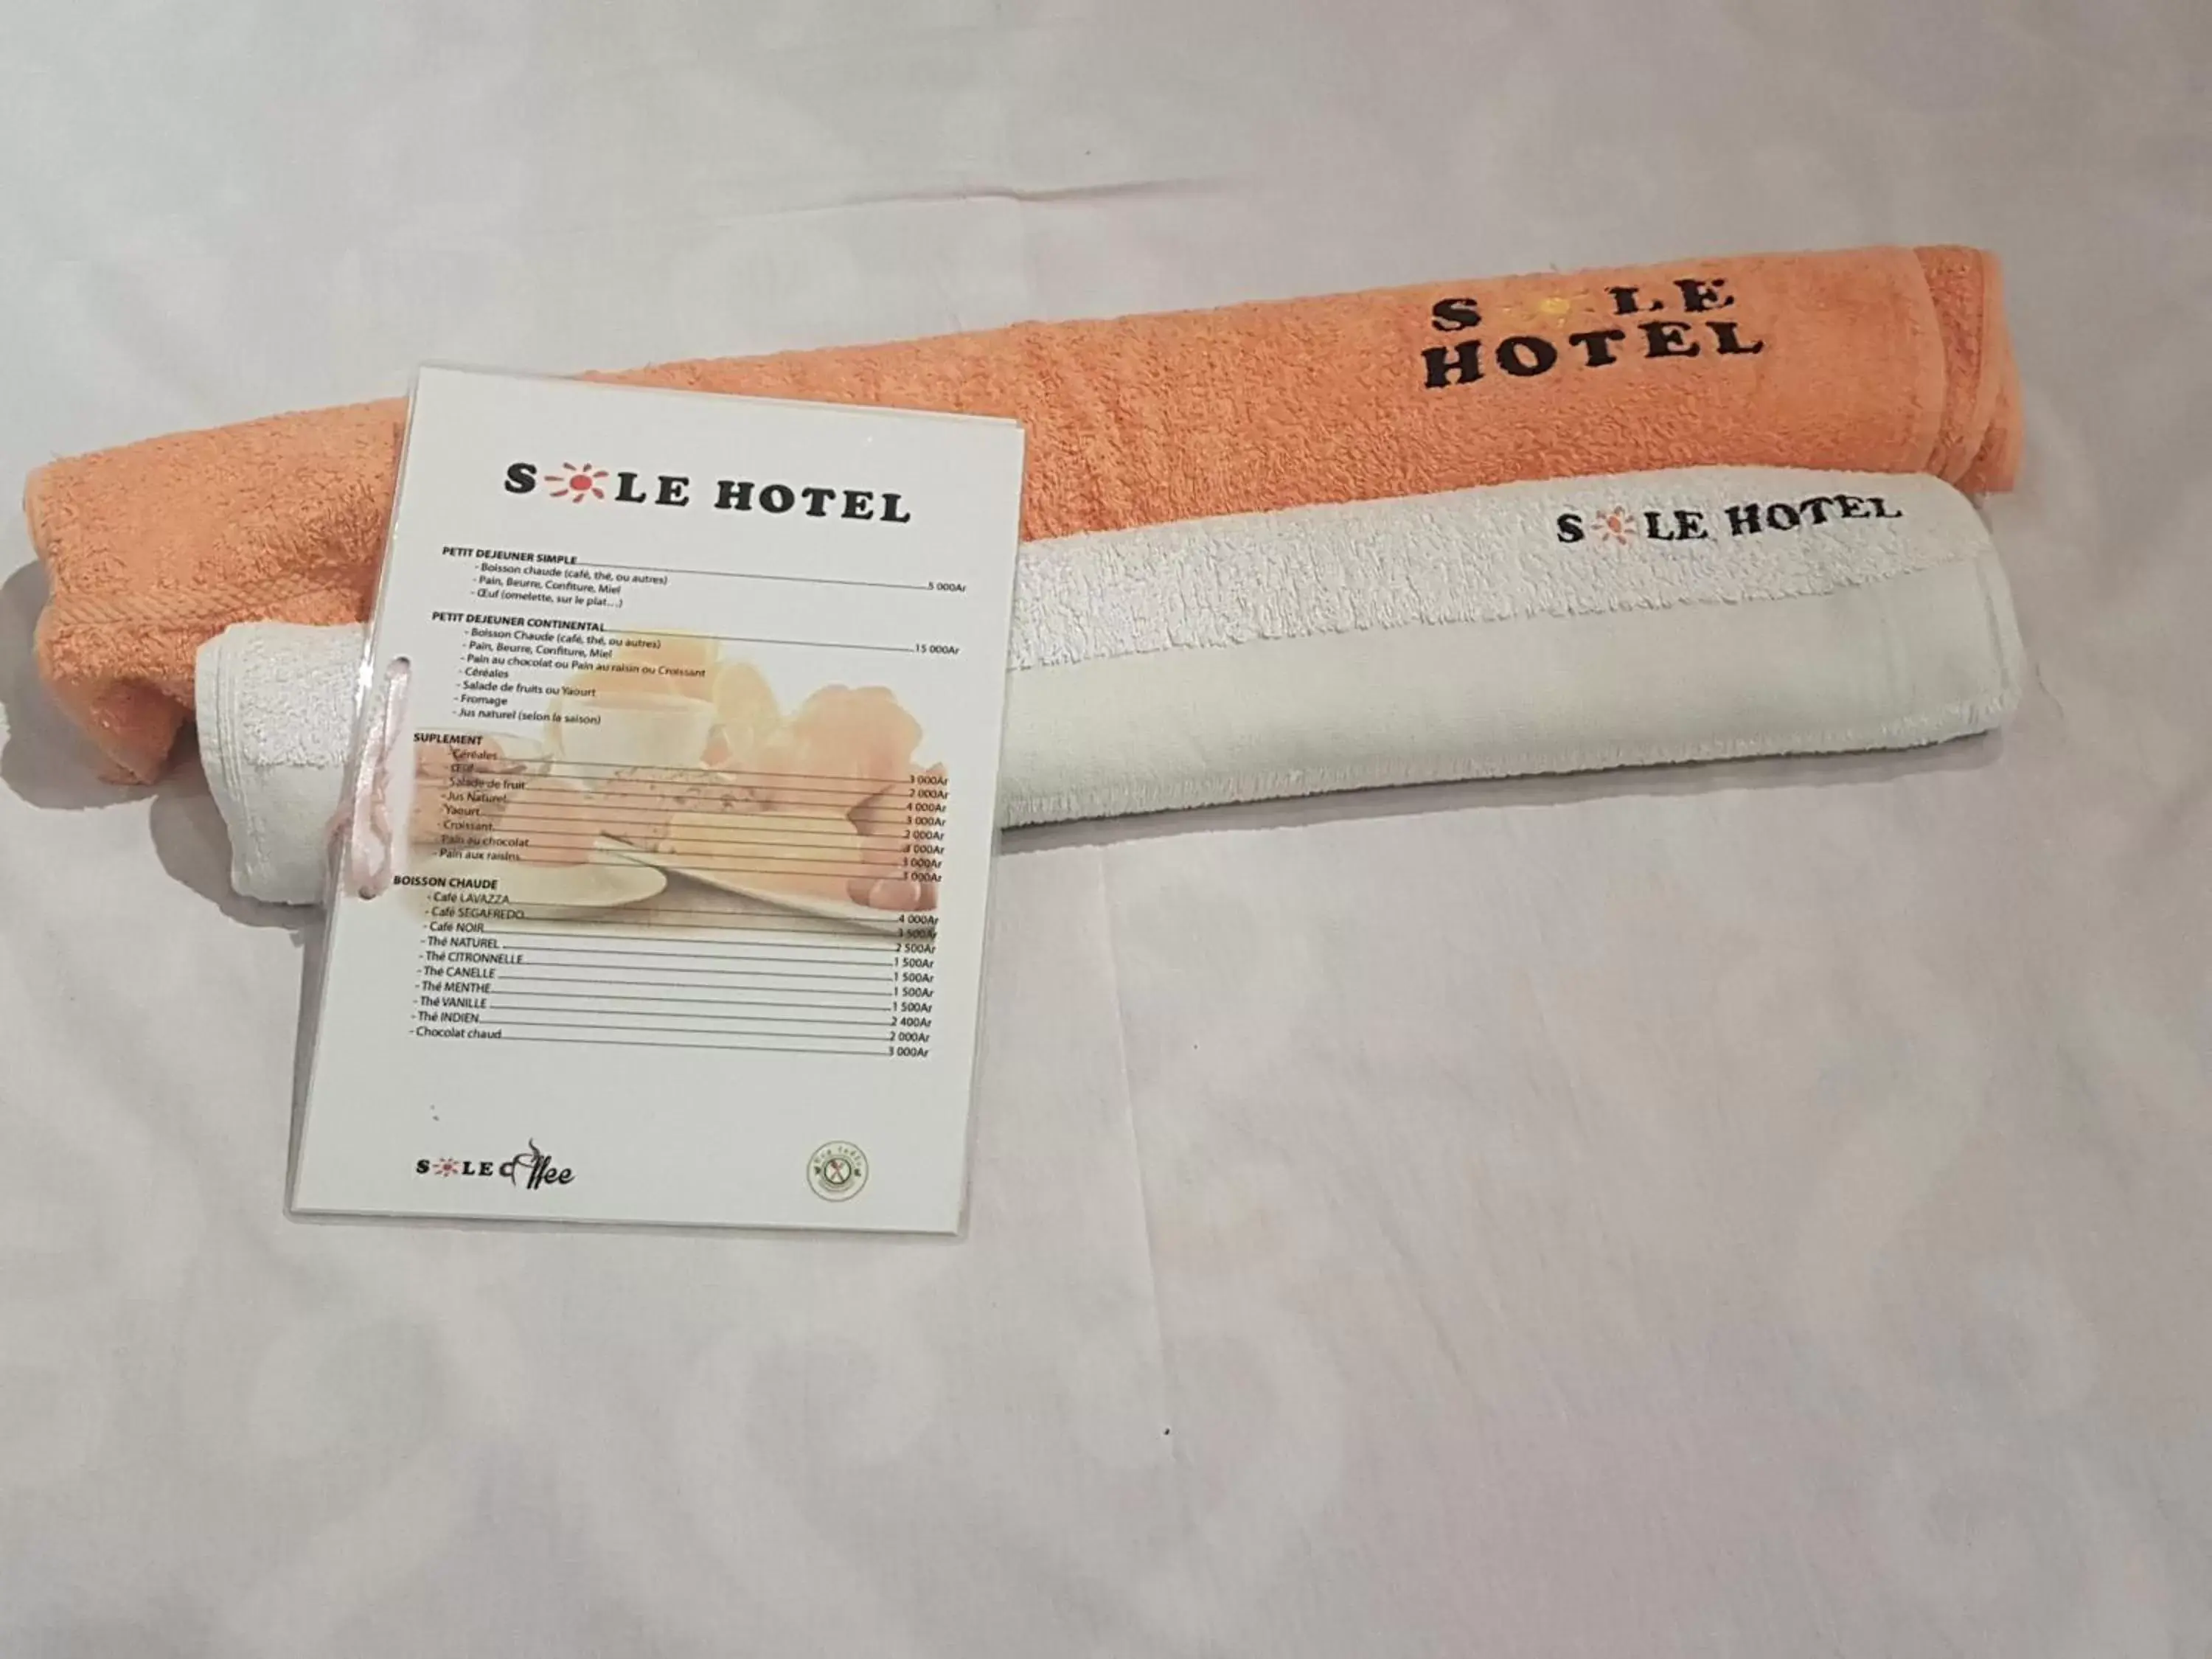 SOLE
HOTEL
SOLE HOTEL
SOLE HOTEL
PETIT DEJEUNER SIMPLE 5 000Ar
- Boisson chaude (café, thé, ou autres)
- Pain, Beurre, Confiture, Miel
- Œuf (omelette, sur le plat...)
PETIT DEJEUNER CONTINENTAL 15 000Ar
- Boisson Chaude (café, thé, ou autres)
- Pain, Beurre, Confiture, Miel
- Pain au chocolat ou Pain au raisin ou Croissant
- Céréales
- Salade de fruits ou Yaourt
- Fromage
- Jus naturel (selon la saison)
SUPLEMENT
- Céréales 3 000Ar
- Œuf 2 000Ar
- Salade de fruit 4 000Ar
- Jus Naturel 3 000Ar
- Yaourt 2 000Ar
- Croissant 3 000Ar
- Pain au chocolat 3 000Ar
- Pain aux raisins 3 000Ar
BOISSON CHAUDE
- Café LAVAZZA 4 000Ar
- Café SEGAFREDO 3 500Ar
- Café NOIR 2 500Ar
- Thé NATUREL 1 500Ar
- Thé CITRONNELLE 1 500Ar
- Thé CANELLE 1 500Ar
- Thé MENTHE 1 500Ar
- Thé VANILLE 2 400Ar
- Thé INDIEN 2 000Ar
- Chocolat chaud 3 000Ar
SOLE Coffee